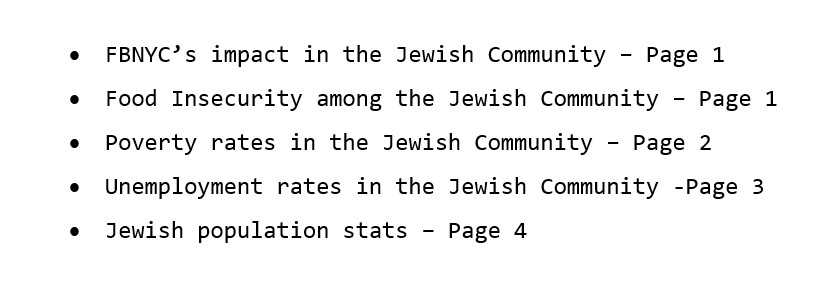 • FBNYC’s impact in the Jewish Community – Page 1
• Food Insecurity among the Jewish Community – Page 1
• Poverty rates in the Jewish Community – Page 2
• Unemployment rates in the Jewish Community -Page 3
• Jewish population stats – Page 4